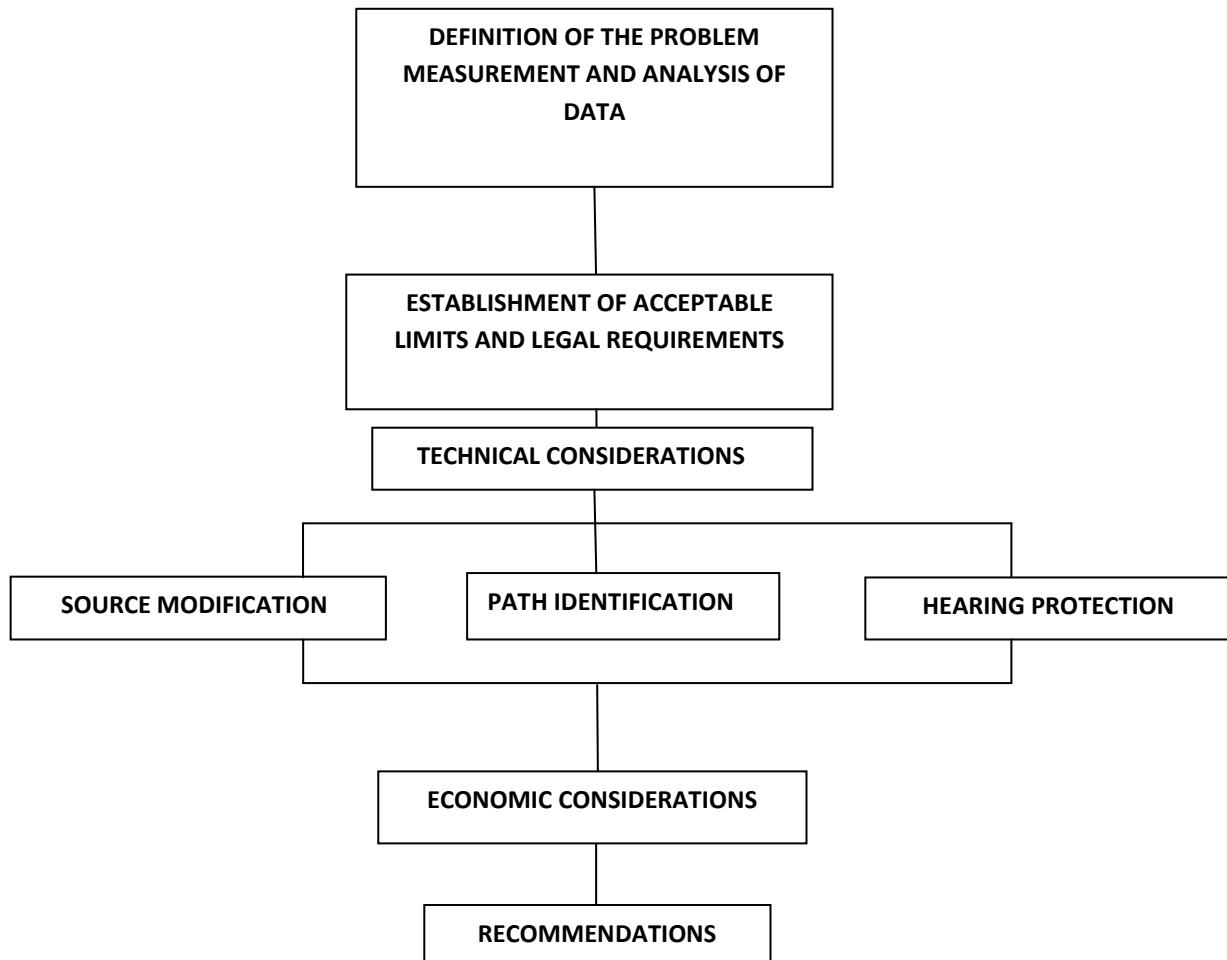 DEFINITION OF THE PROBLEM
MEASUREMENT AND ANALYSIS OF
DATA
ESTABLISHMENT OF ACCEPTABLE
LIMITS AND LEGAL REQUIREMENTS
TECHNICAL CONSIDERATIONS
SOURCE MODIFICATION
PATH IDENTIFICATION
HEARING PROTECTION
ECONOMIC CONSIDERATIONS
RECOMMENDATIONS